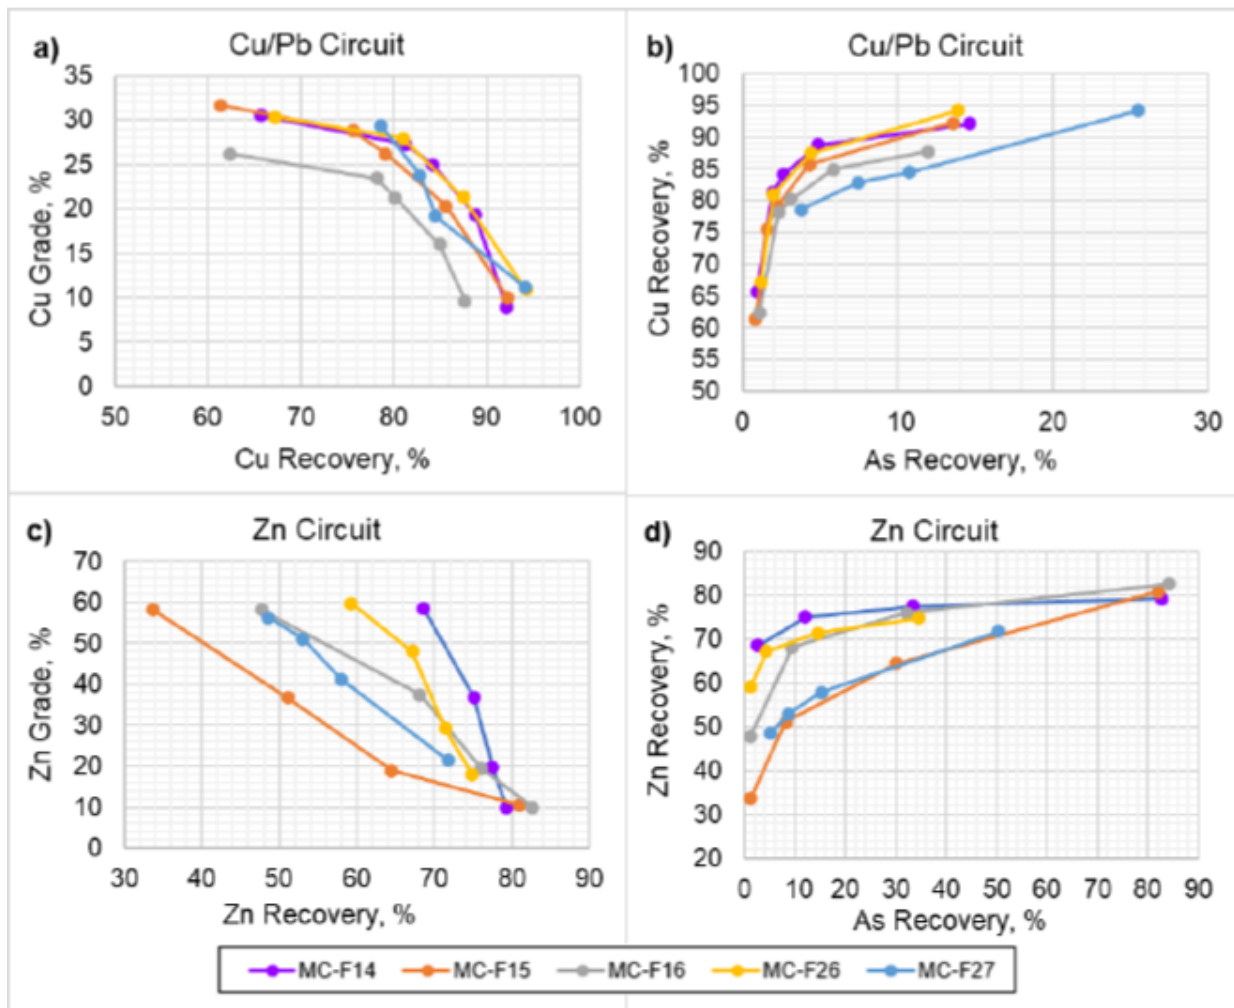 a) Cu/Pb Circuit
35
30
25
20
15
10
5
0
Cu Grade, %
50 60 70 80 90 100
Cu Recovery, %
b) Cu/Pb Circuit
100
95
90
85
80
75
70
65
60
55
50
Cu Recovery, %
0 10 20 30
As Recovery, %
c) Zn Circuit
70
60
50
40
30
20
10
0
Zn Grade, %
30 40 50 60 70 80 90
Zn Recovery, %
d) Zn Circuit
90
80
70
60
50
40
30
20
Zn Recovery, %
0 10 20 30 40 50 60 70 80 90
As Recovery, %
MC-F14 MC-F15 MC-F16 MC-F26 MC-F27